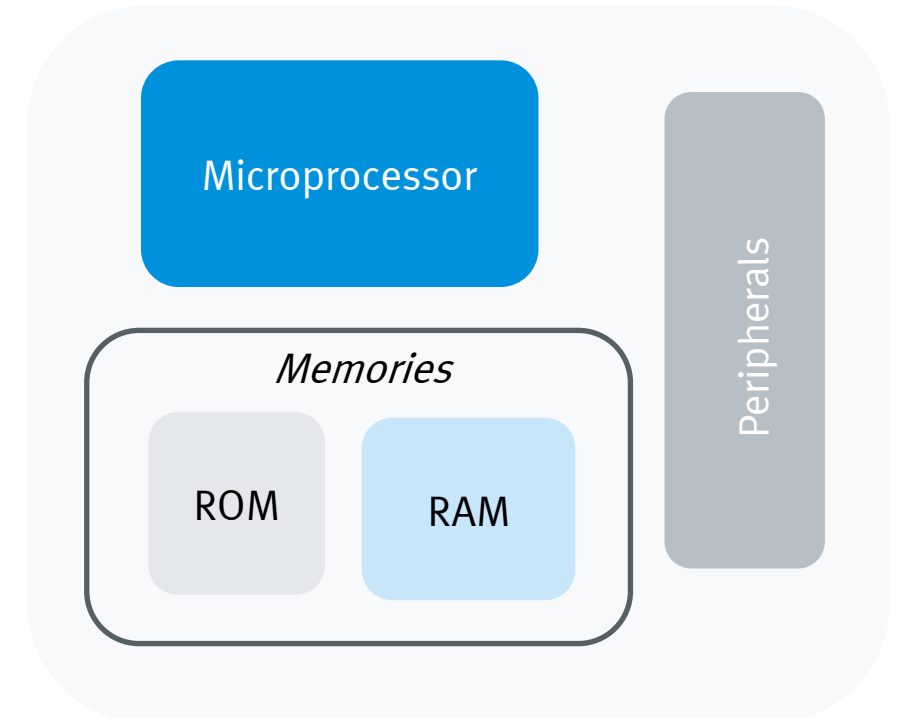 Microprocessor
Memories
ROM
RAM
Peripherals